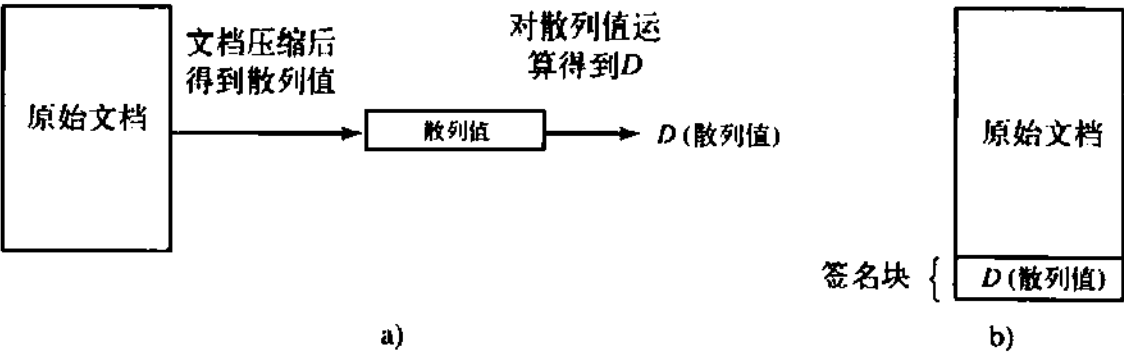 文档压缩后
得到散列值
对散列值运
算得到D
原始文档
散列值
D(散列值)
原始文档
签名块
D(散列值)
a)
b)